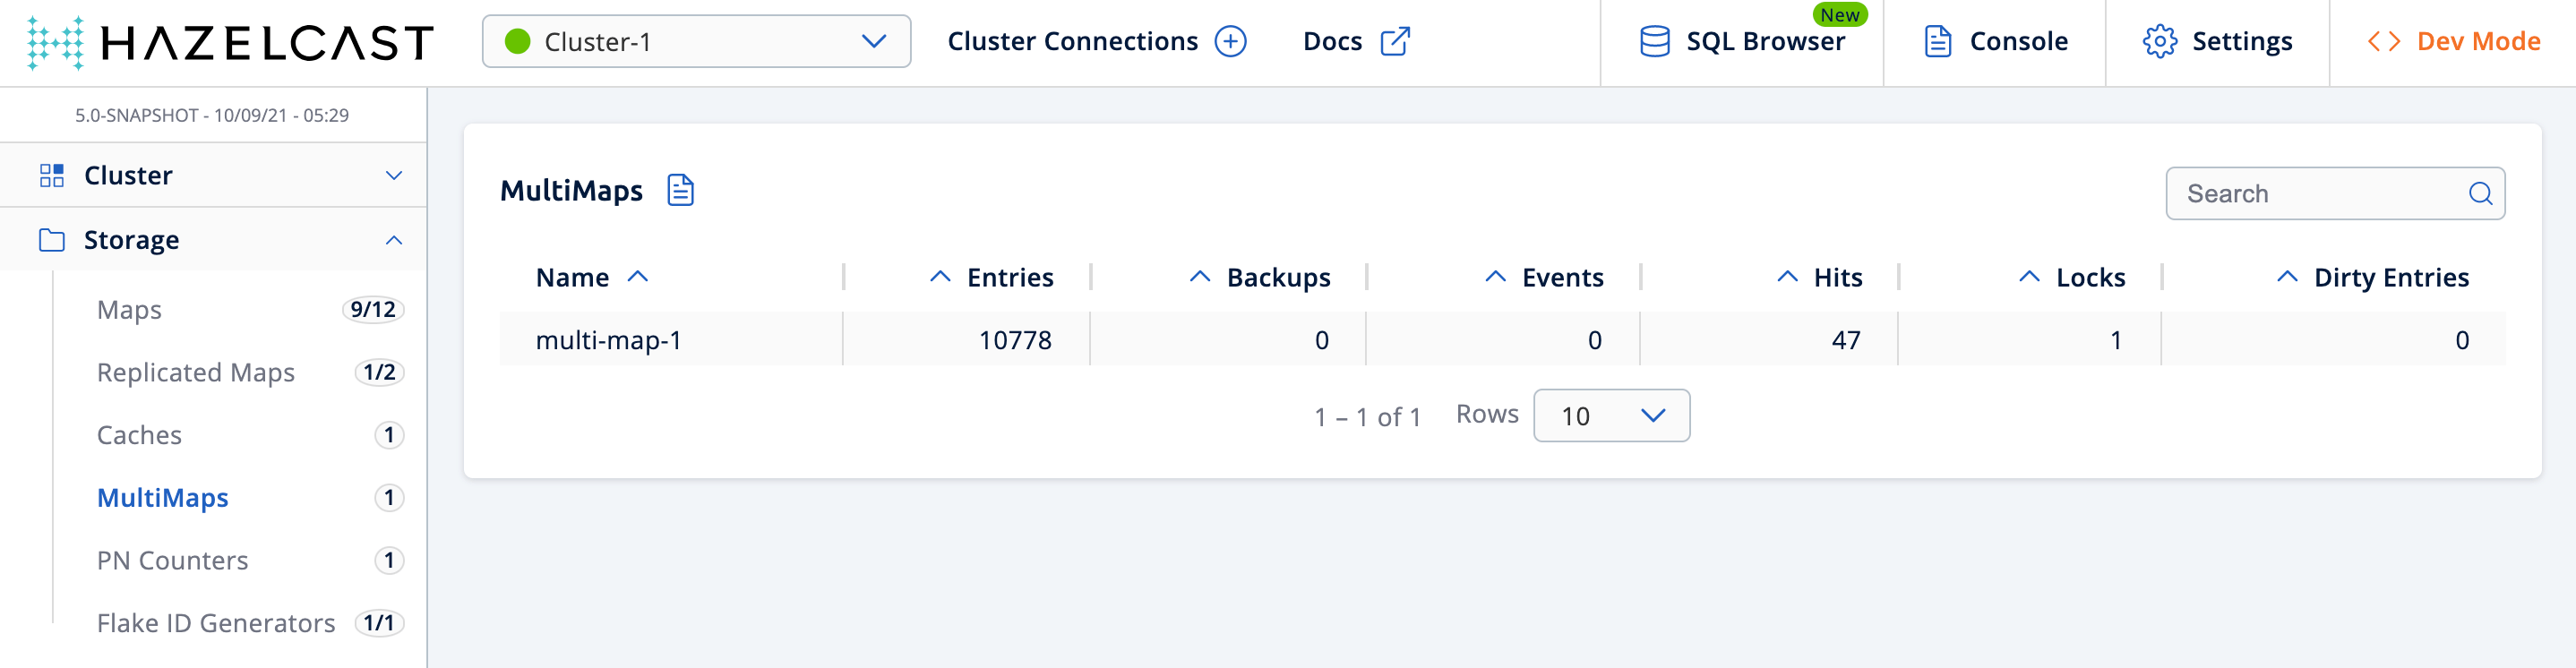 HAZELCAST
Cluster-1
Cluster Connections
Docs
SQL Browser New
Console
Settings
Dev Mode
5.0-SNAPSHOT - 10/09/21 - 05:29
Cluster
Storage
Maps 9/12
Replicated Maps 1/2
Caches 1
MultiMaps 1
PN Counters 1
Flake ID Generators 1/1
MultiMaps
Search
Name Entries Backups Events Hits Locks Dirty Entries
multi-map-1 10778 0 0 47 1 0
1 – 1 of 1 Rows 10